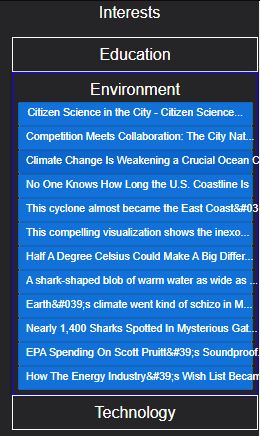 Interests
Education
Environment
Citizen Science in the City - Citizen Science...
Competition Meets Collaboration: The City Nat...
Climate Change Is Weakening a Crucial Ocean C
No One Knows How Long the U.S. Coastline Is
This cyclone almost became the East Coast&#03
This compelling visualization shows the inexo...
Half A Degree Celsius Could Make A Big Differ...
A shark-shaped blob of warm water as wide as ...
Earth&#039;s climate went kind of schizo in M...
Nearly 1,400 Sharks Spotted In Mysterious Gat...
EPA Spending On Scott Pruitt&#39;s Soundproof.
How The Energy Industry&#39;s Wish List Becam
Technology